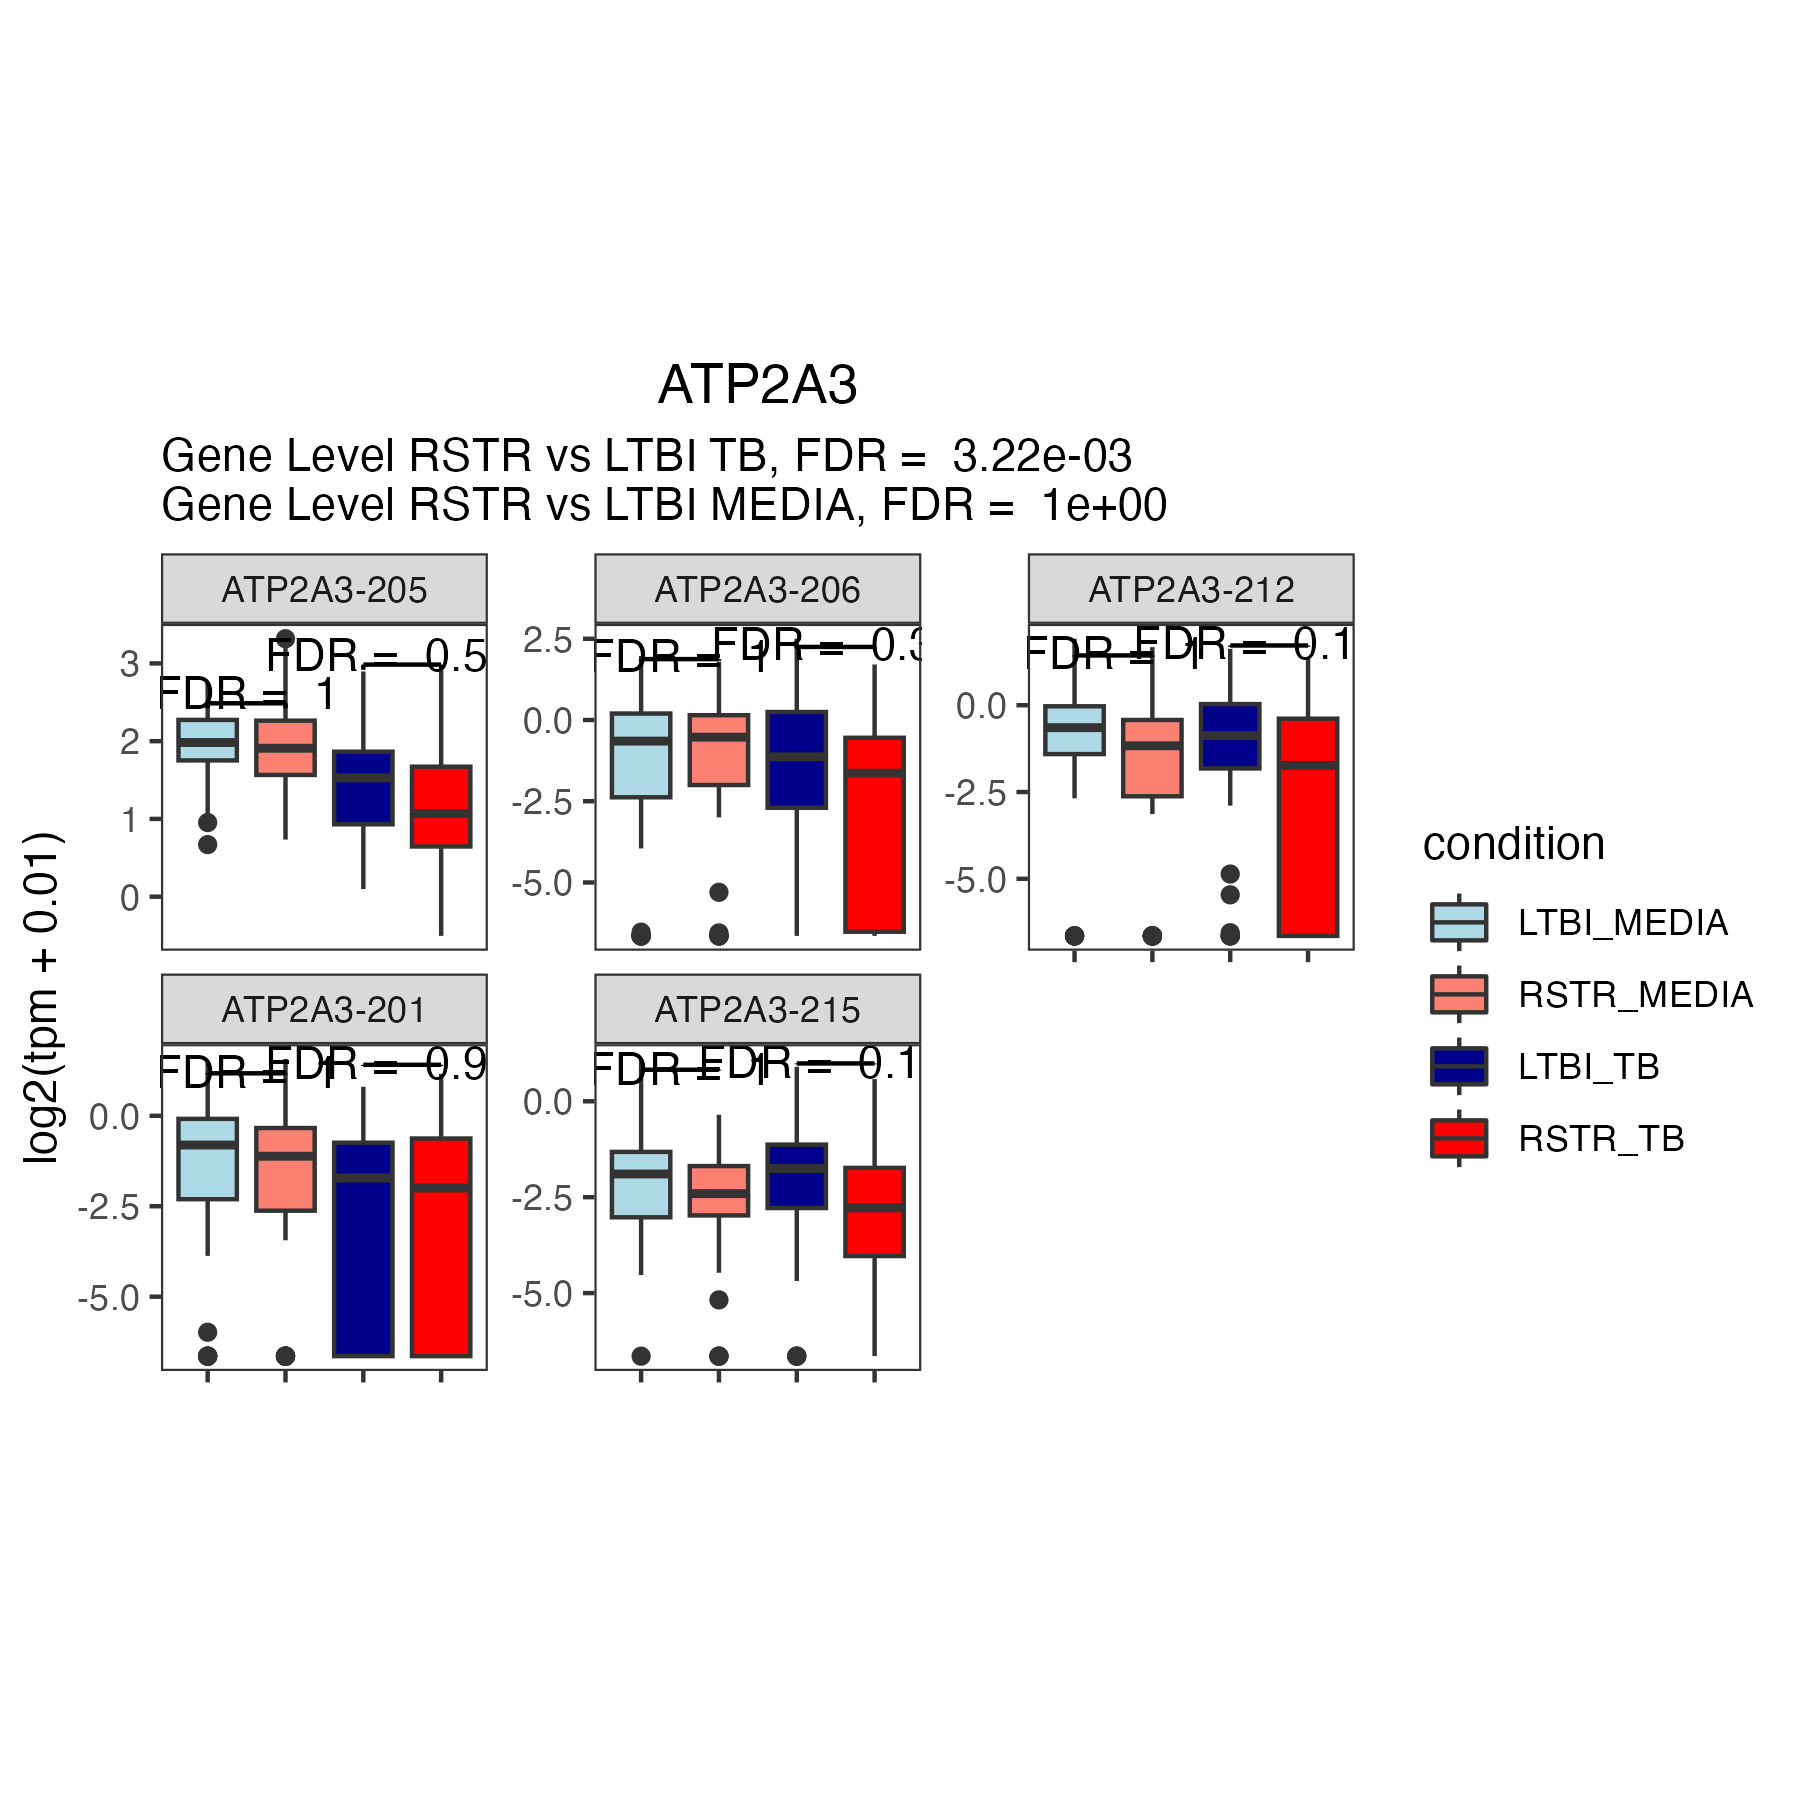 ATP2A3
Gene Level RSTR vs LTBI TB, FDR = 3.22e-03
Gene Level RSTR vs LTBI MEDIA, FDR = 1e+00
ATP2A3-205
ATP2A3-206
ATP2A3-212
FDR = 1
FDR = 0.5
FDR = 1
FDR = 0.3
FDR = 1
FDR = 0.1
3
2
1
0
2.5
0.0
-2.5
-5.0
0.0
-2.5
-5.0
ATP2A3-201
ATP2A3-215
FDR = 1
FDR = 0.9
FDR = 1
FDR = 0.1
0.0
-2.5
-5.0
0.0
-2.5
-5.0
log2(tpm + 0.01)
condition
LTBI_MEDIA
RSTR_MEDIA
LTBI_TB
RSTR_TB